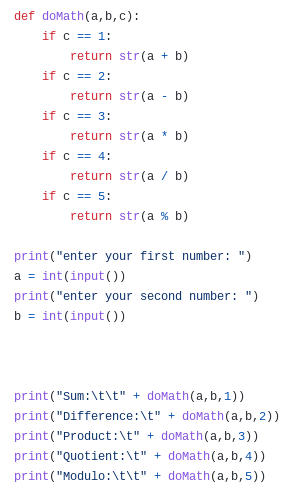 def doMath(a,b,c):
    if c == 1:
        return str(a + b)
    if c == 2:
        return str(a - b)
    if c == 3:
        return str(a * b)
    if c == 4:
        return str(a / b)
    if c == 5:
        return str(a % b)

print("enter your first number: ")
a = int(input())
print("enter your second number: ")
b = int(input())

print("Sum:\t\t" + doMath(a,b,1))
print("Difference:\t" + doMath(a,b,2))
print("Product:\t" + doMath(a,b,3))
print("Quotient:\t" + doMath(a,b,4))
print("Modulo:\t\t" + doMath(a,b,5))